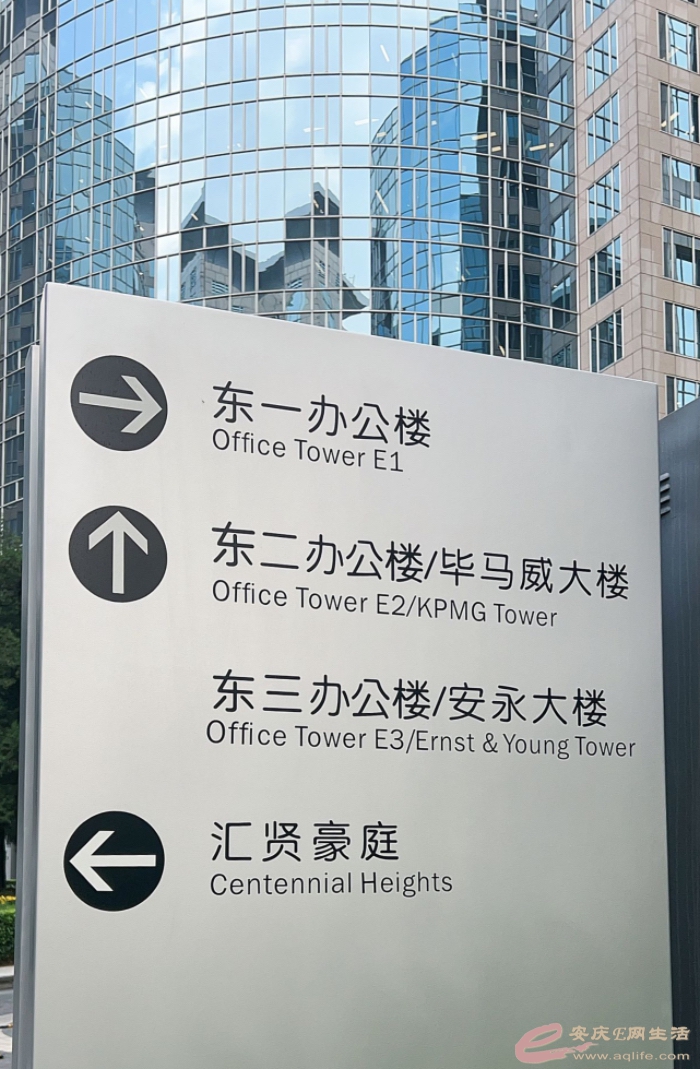 东一办公楼
Office Tower E1
东二办公楼/毕马威大楼
Office Tower E2/KPMG Tower
东三办公楼/安永大楼
Office Tower E3/Ernst & Young Tower
汇贤豪庭
Centennial Heights
安庆E网生活
www.aqlife.com